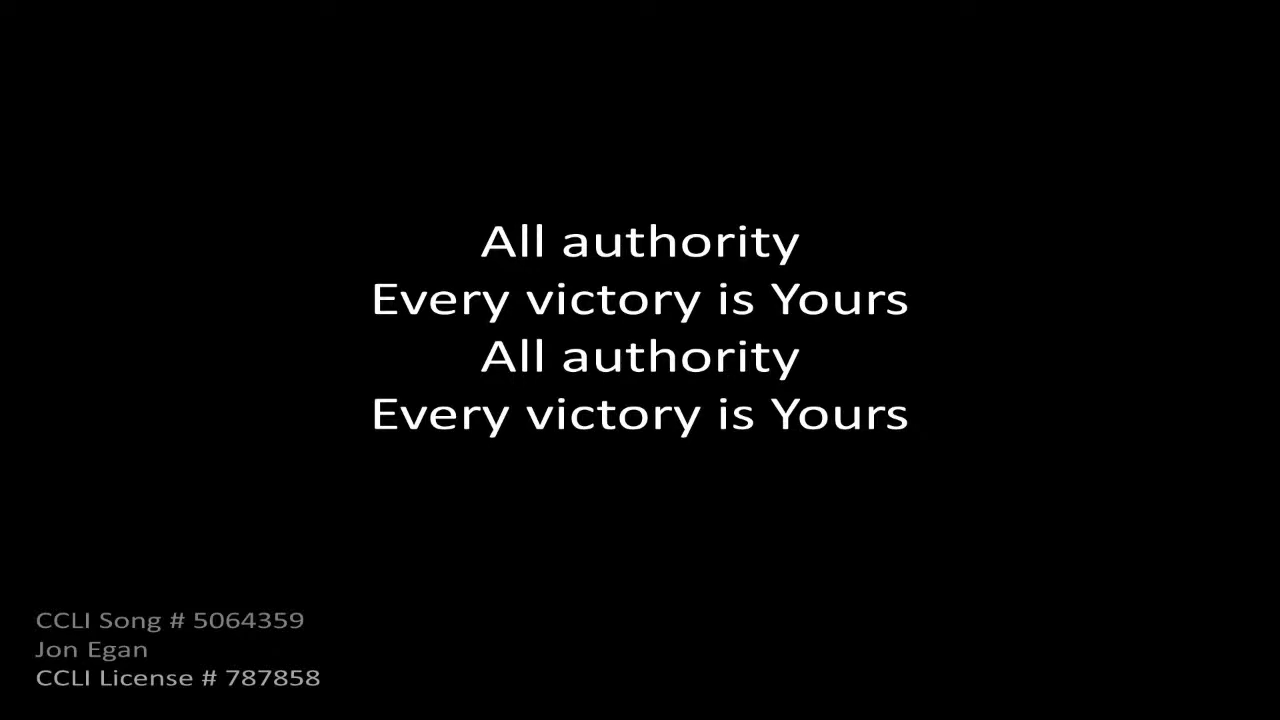 All authority
Every victory is Yours
All authority
Every victory is Yours
CCLI Song # 5064359
Jon Egan
CCLI License # 787858